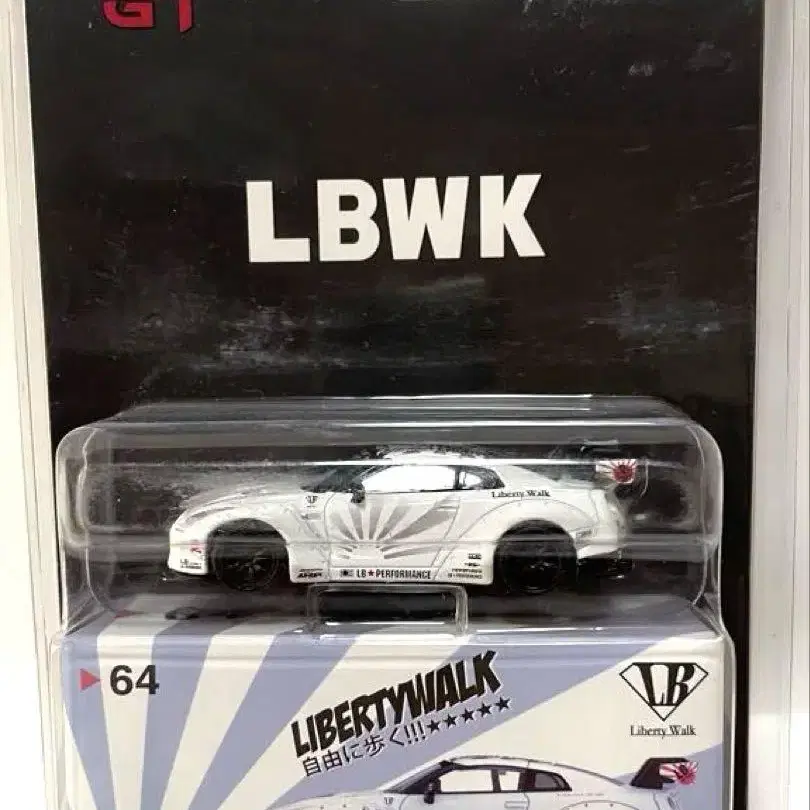 GT
LBWK
Liberty Walk
LB★PERFORMANCE
64
LIBERTYWALK
自由に歩く!!!★★★★★
LB
Liberty Walk